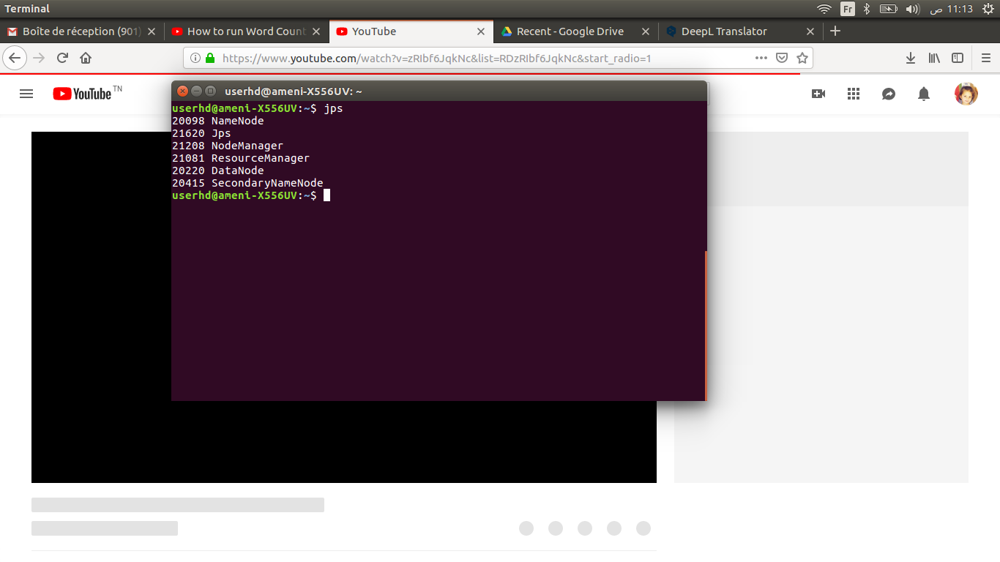 Terminal
Fr
ص 11:13
Boîte de réception (901)
How to run Word Count
YouTube
Recent - Google Drive
DeepL Translator
https://www.youtube.com/watch?v=zRIbf6JqkNc&list=RDzRIbf6JqkNc&start_radio=1
YouTube TN
userhd@ameni-X556UV: ~
userhd@ameni-X556UV:~$ jps
20098 NameNode
21620 Jps
21208 NodeManager
21081 ResourceManager
20220 DataNode
20415 SecondaryNameNode
userhd@ameni-X556UV:~$